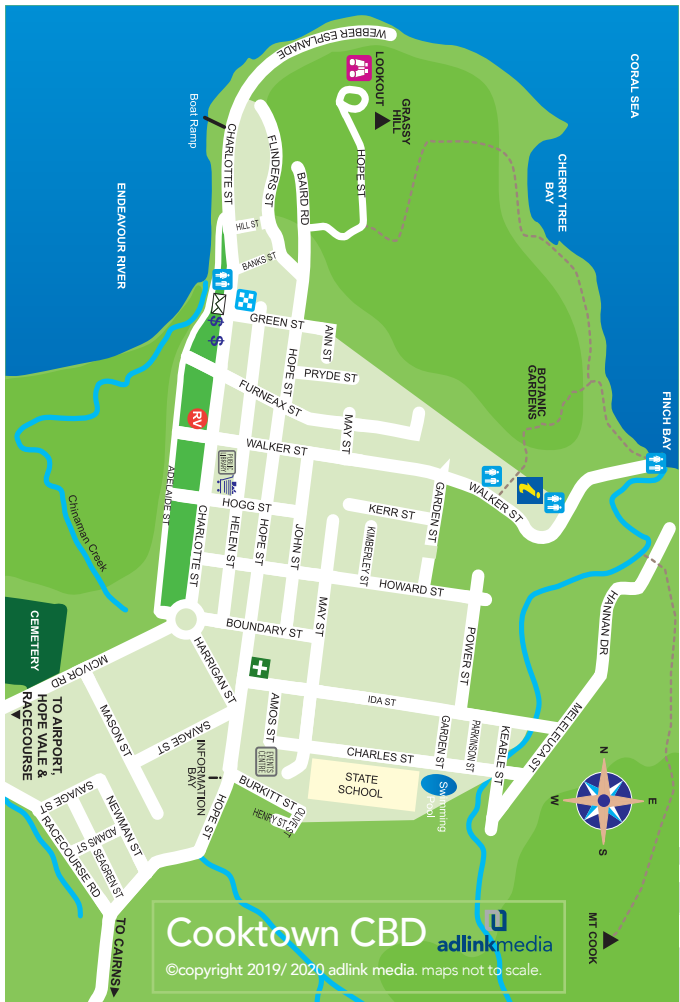 WEBBER ESPLANADE
CORAL SEA
LOOKOUT
GRASSY
HILL
Boat Ramp
CHARLOTTE ST
FLINDERS ST
BAIRD RD
HOPE ST
CHERRY TREE
BAY
ENDEAVOUR RIVER
HILL ST
BANKS ST
GREEN ST
ANN ST
HOPE ST
PRYDE ST
FURNEAX ST
MAY ST
BOTANIC
GARDENS
FINCH BAY
$
$
RV
WALKER ST
PUBLIC
LIBRARY
WALKER ST
i
ADELAIDE ST
HOGG ST
KERR ST
GARDEN ST
Chinaman Creek
CHARLOTTE ST
HELEN ST
HOPE ST
JOHN ST
KIMBERLEY ST
HOWARD ST
MAY ST
HANNAN DR
CEMETERY
BOUNDARY ST
POWER ST
MCIVOR RD
HARRIGAN ST
TO AIRPORT,
HOPE VALE &
RACECOURSE
MASON ST
SAVAGE ST
AMOS ST
IDA ST
GARDEN ST
PARKINSON ST
KEABLE ST
MELELEUCA ST
EVENTS
CENTRE
CHARLES ST
INFORMATION
BAY
i
STATE
SCHOOL
Swimming
Pool
N
E
S
W
SAVAGE ST
NEWMAN ST
ADAMS ST
SEAGREN ST
RACECOURSE RD
HOPE ST
BURKITT ST
HENRY ST
OLIVE ST
MT COOK
TO CAIRNS
Cooktown CBD
adlinkmedia
©copyright 2019/ 2020 adlink media. maps not to scale.